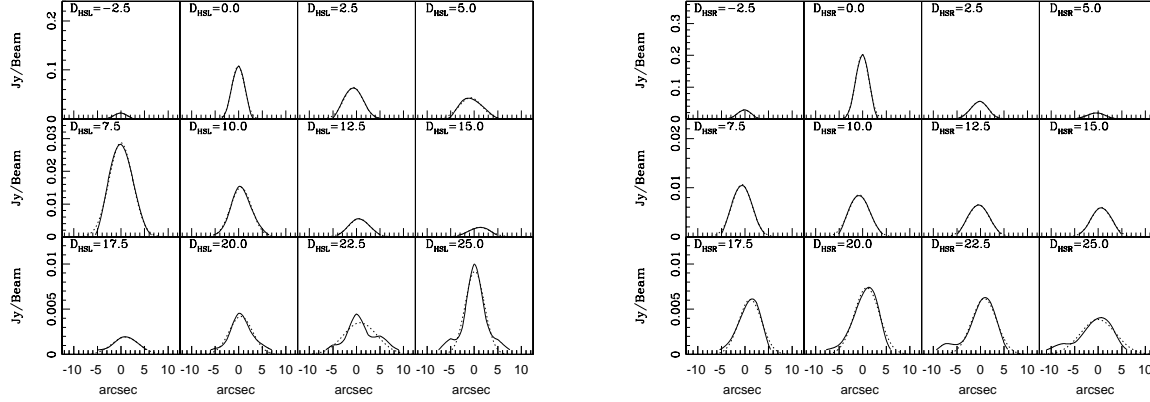 D_HSL=−2.5 D_HSL=0.0 D_HSL=2.5 D_HSL=5.0
Jy/Beam
0.2
0.1
0
D_HSL=7.5 D_HSL=10.0 D_HSL=12.5 D_HSL=15.0
Jy/Beam
0.03
0.02
0.01
0
D_HSL=17.5 D_HSL=20.0 D_HSL=22.5 D_HSL=25.0
Jy/Beam
0.01
0.005
0
-10 -5 0 5 10 -10 -5 0 5 10 -10 -5 0 5 10 -10 -5 0 5 10
arcsec arcsec arcsec arcsec
D_HSR=−2.5 D_HSR=0.0 D_HSR=2.5 D_HSR=5.0
Jy/Beam
0.3
0.2
0.1
0
D_HSR=7.5 D_HSR=10.0 D_HSR=12.5 D_HSR=15.0
Jy/Beam
0.02
0.01
0
D_HSR=17.5 D_HSR=20.0 D_HSR=22.5 D_HSR=25.0
Jy/Beam
0.01
0.005
0
-10 -5 0 5 10 -10 -5 0 5 10 -10 -5 0 5 10 -10 -5 0 5 10
arcsec arcsec arcsec arcsec